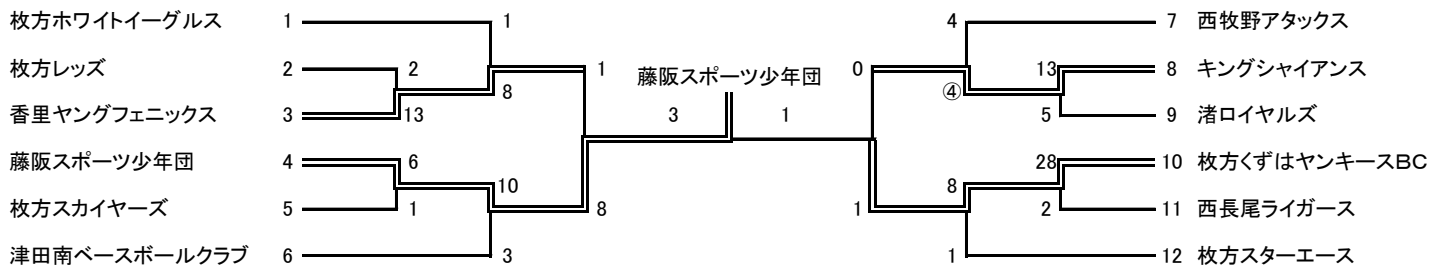 枚方ホワイトイーグルス 1 1 4 7 西牧野アタックス
枚方レッズ 2 2 1 藤阪スポーツ少年団 0 13 8 キングシャイアンス
8 ④
香里ヤングフェニックス 3 13 3 1 5 9 渚ロイヤルズ
藤阪スポーツ少年団 4 6 28 10 枚方くずはヤンキースBC
10 8
枚方スカイヤーズ 5 1 8 1 2 11 西長尾ライガース
津田南ベースボールクラブ 6 3 1 12 枚方スターエース